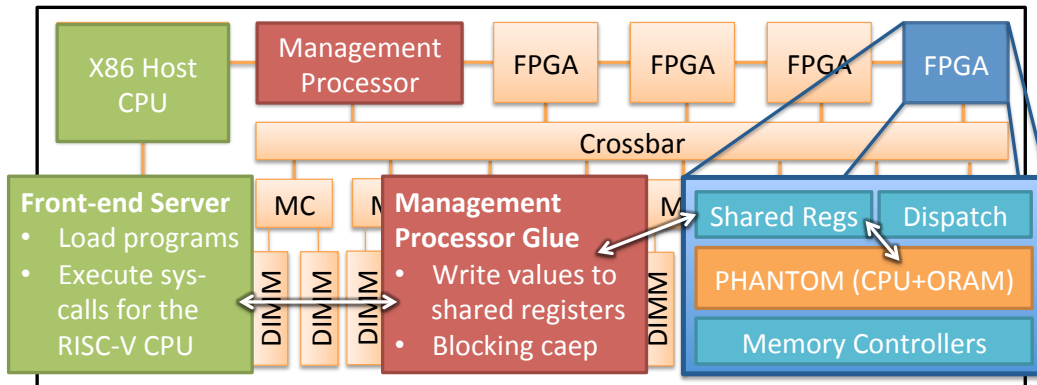 X86 Host
CPU
Management
Processor
FPGA
FPGA
FPGA
FPGA
Crossbar
MC
M
M
DIMM
DIMM
DIMM
DIMM
Front-end Server
• Load programs
• Execute sys-
calls for the
RISC-V CPU
Management
Processor Glue
• Write values to
shared registers
• Blocking caep
Shared Regs
Dispatch
PHANTOM (CPU+ORAM)
Memory Controllers